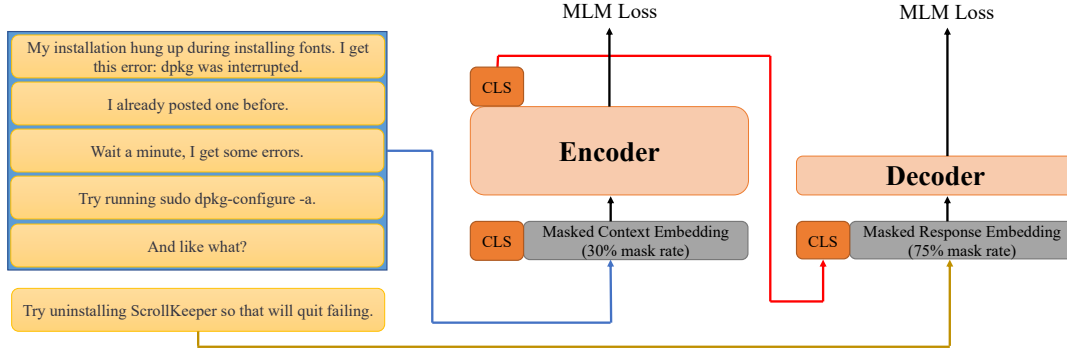 My installation hung up during installing fonts. I get
this error: dpkg was interrupted.
I already posted one before.
Wait a minute, I get some errors.
Try running sudo dpkg-configure -a.
And like what?
Try uninstalling ScrollKeeper so that will quit failing.
MLM Loss
CLS
Encoder
CLS
Masked Context Embedding
(30% mask rate)
MLM Loss
Decoder
CLS
Masked Response Embedding
(75% mask rate)